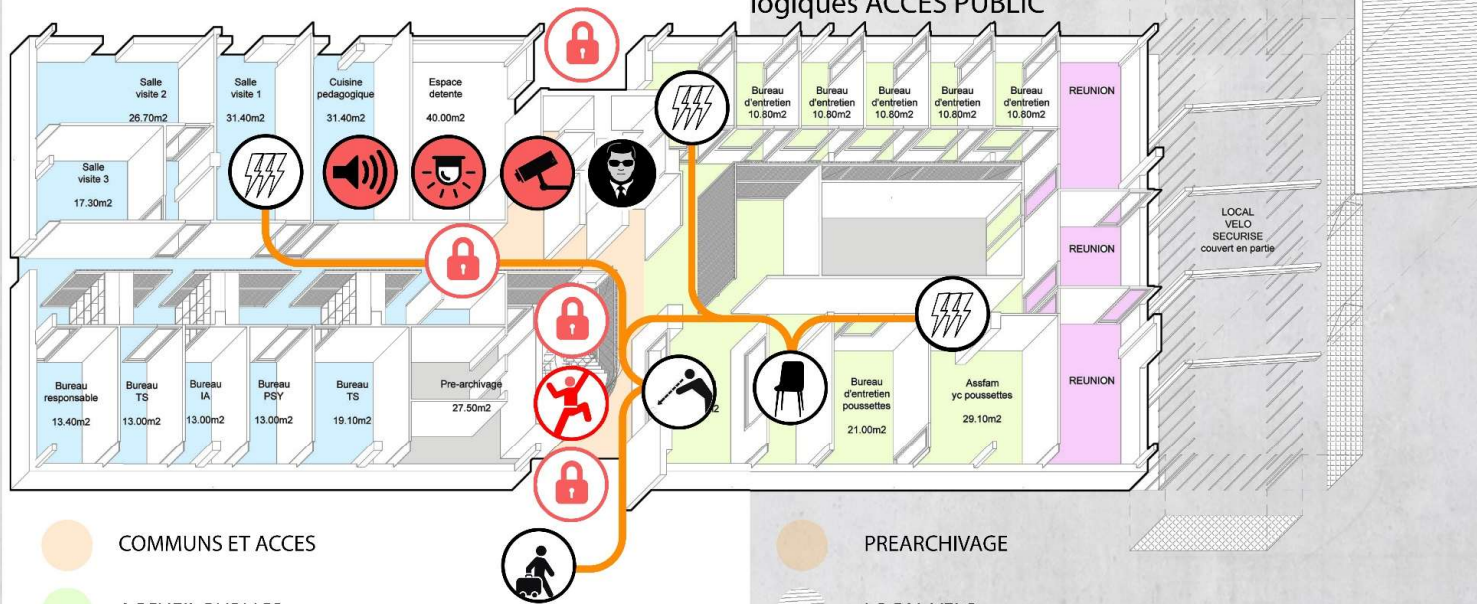 logiques ACCES PUBLIC
Salle
visite 2
26.70m2
Salle
visite 1
31.40m2
Cuisine
pedagogique
31.40m2
Espace
detente
40.00m2
Bureau
d'entretien
10.80m2
Bureau
d'entretien
10.80m2
Bureau
d'entretien
10.80m2
Bureau
d'entretien
10.80m2
Bureau
d'entretien
10.80m2
REUNION
Salle
visite 3
17.30m2
REUNION
LOCAL
VELO
SECURISE
couvert en partie
Bureau
responsable
13.40m2
Bureau
TS
13.00m2
Bureau
IA
13.00m2
Bureau
PSY
13.00m2
Bureau
TS
19.10m2
Pre-archivage
27.50m2
Bureau
d'entretien
poussettes
21.00m2
Assfam
yc poussettes
29.10m2
REUNION
COMMUNS ET ACCES
PREARCHIVAGE